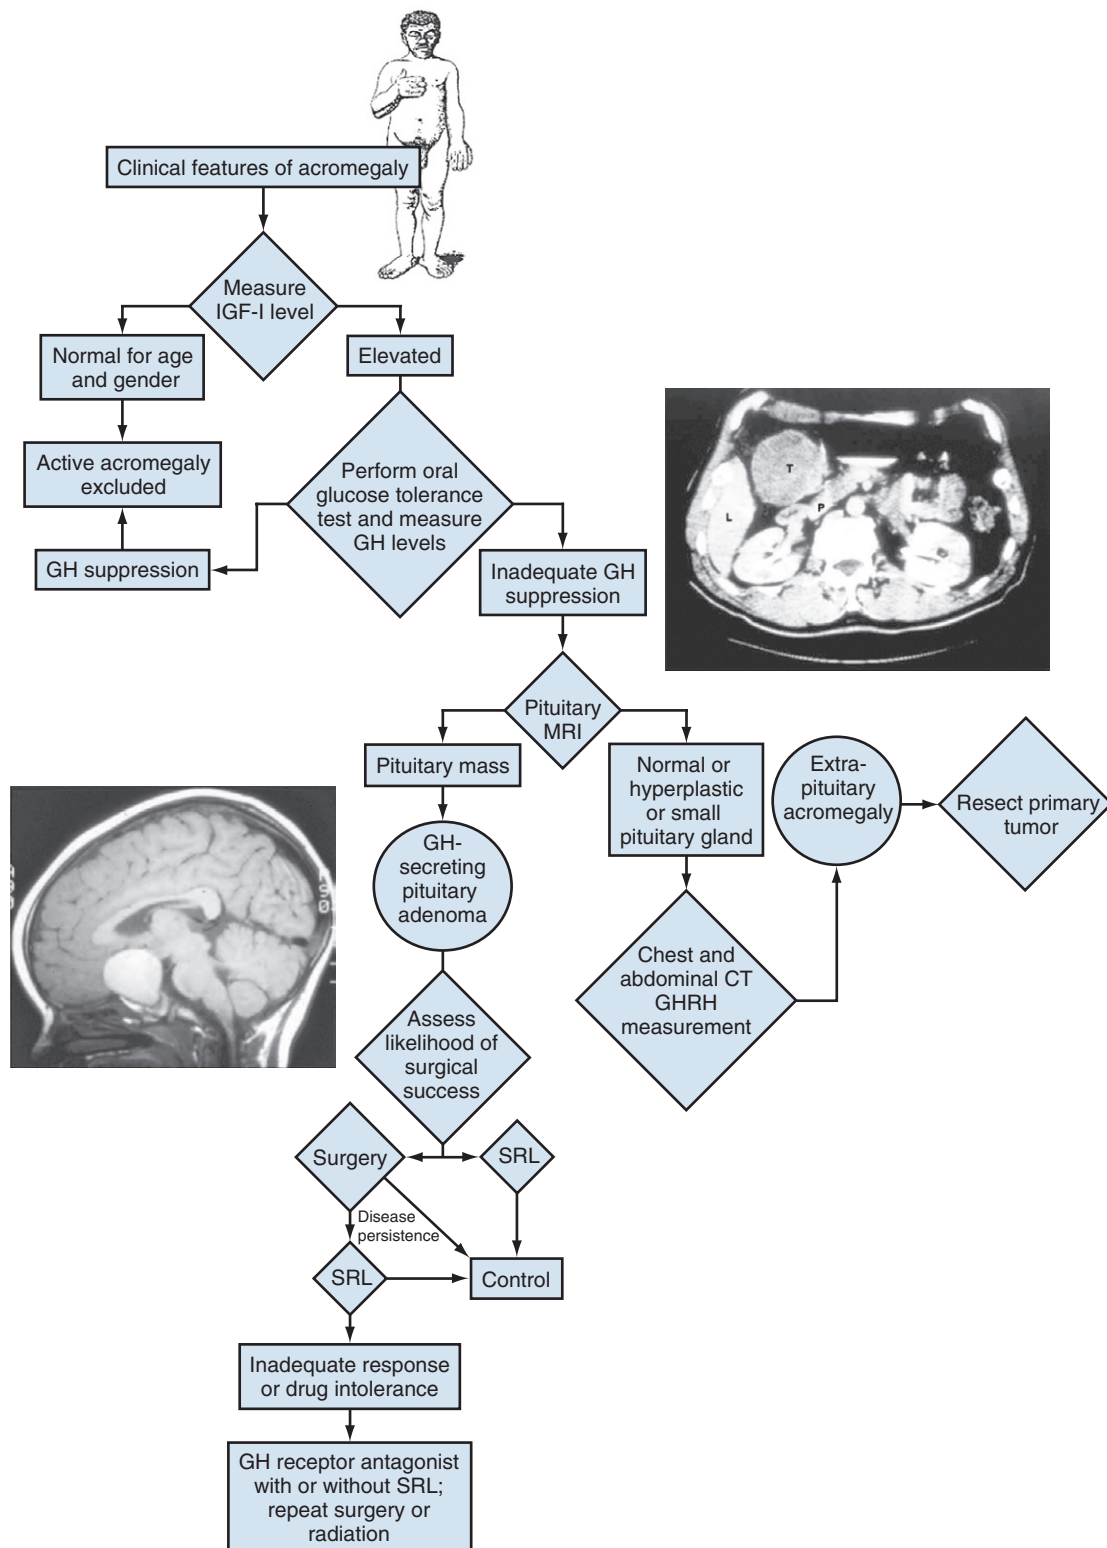 Clinical features of acromegaly
Measure
IGF-I level
Normal for age
and gender
Elevated
Active acromegaly
excluded
Perform oral
glucose tolerance
test and measure
GH levels
GH suppression
Inadequate GH
suppression
T
L
P
Pituitary
MRI
Pituitary mass
Normal or
hyperplastic
or small
pituitary gland
Extra-
pituitary
acromegaly
Resect primary
tumor
GH-
secreting
pituitary
adenoma
Chest and
abdominal CT
GHRH
measurement
Assess
likelihood of
surgical
success
Surgery
SRL
Disease
persistence
SRL
Control
Inadequate response
or drug intolerance
GH receptor antagonist
with or without SRL;
repeat surgery or
radiation